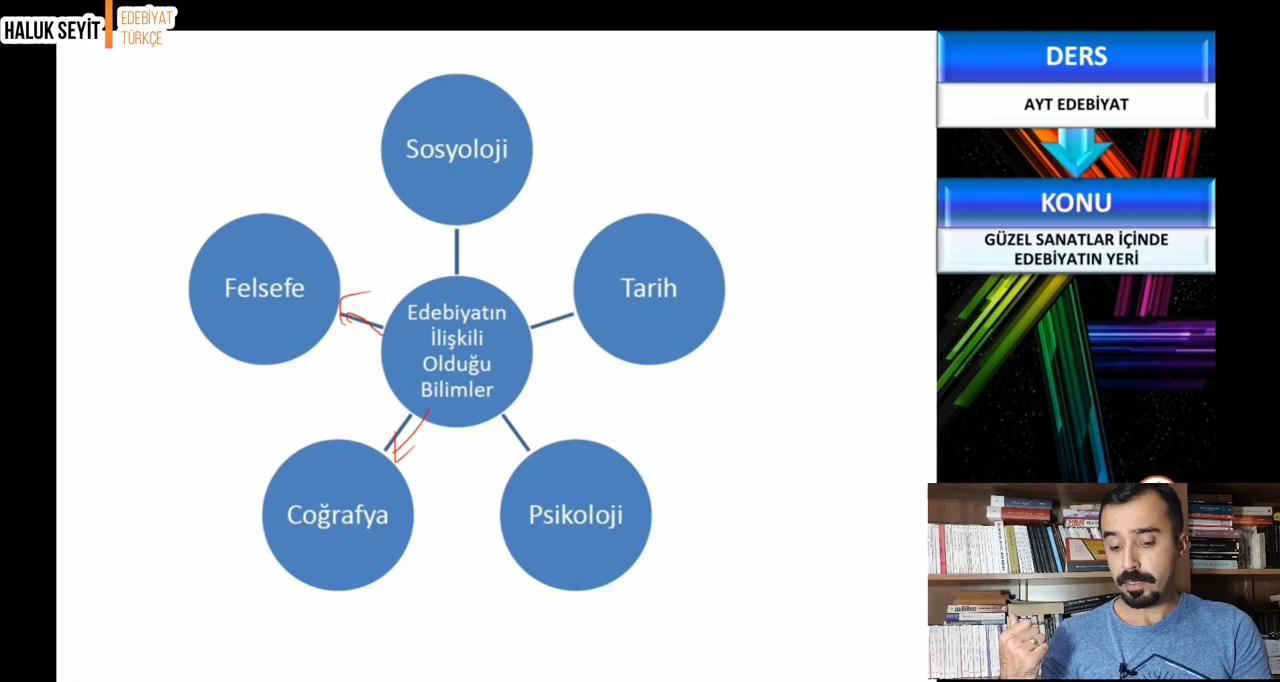 HALUK SEYİT
EDEBİYAT
TÜRKÇE
Sosyoloji
Felsefe
Tarih
Edebiyatın
İlişkili
Olduğu
Bilimler
Coğrafya
Psikoloji
DERS
AYT EDEBİYAT
KONU
GÜZEL SANATLAR İÇİNDE
EDEBİYATIN YERİ